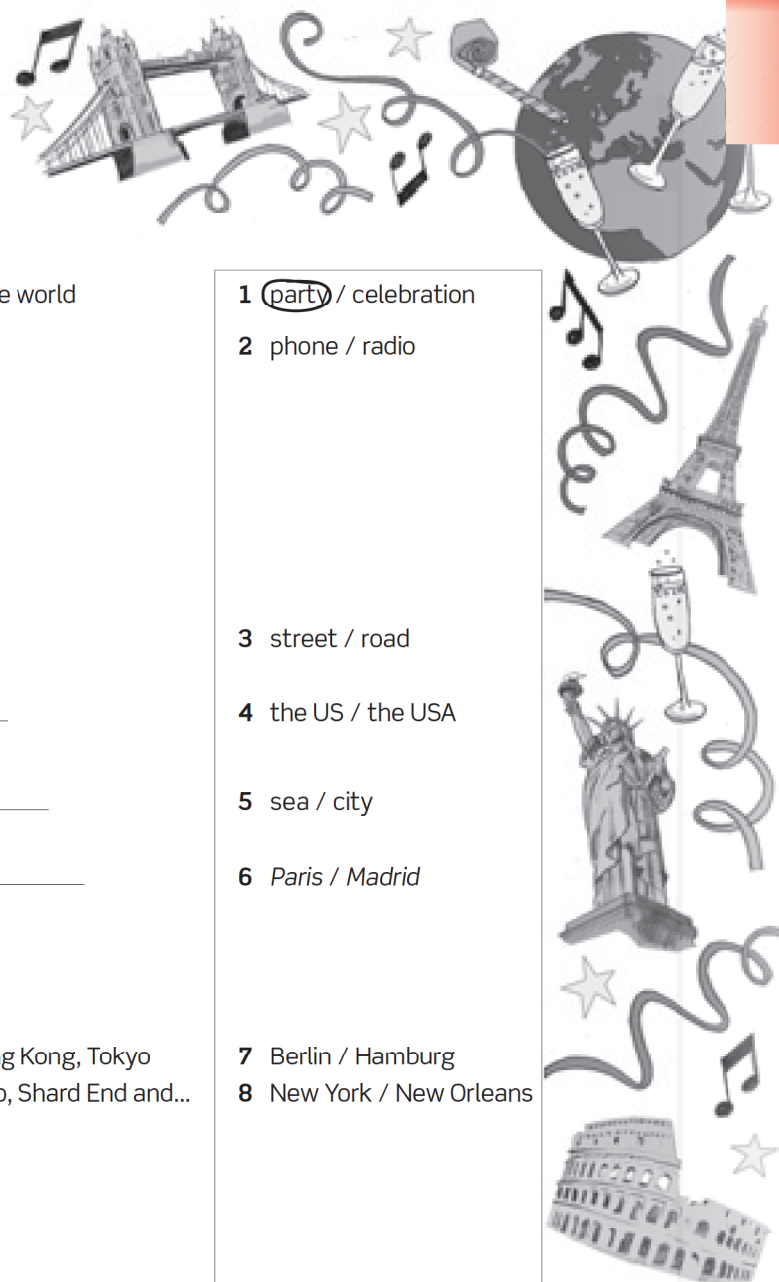 e world
1 party / celebration
2 phone / radio
3 street / road
4 the US / the USA
5 sea / city
6 Paris / Madrid
g Kong, Tokyo
7 Berlin / Hamburg
, Shard End and...
8 New York / New Orleans